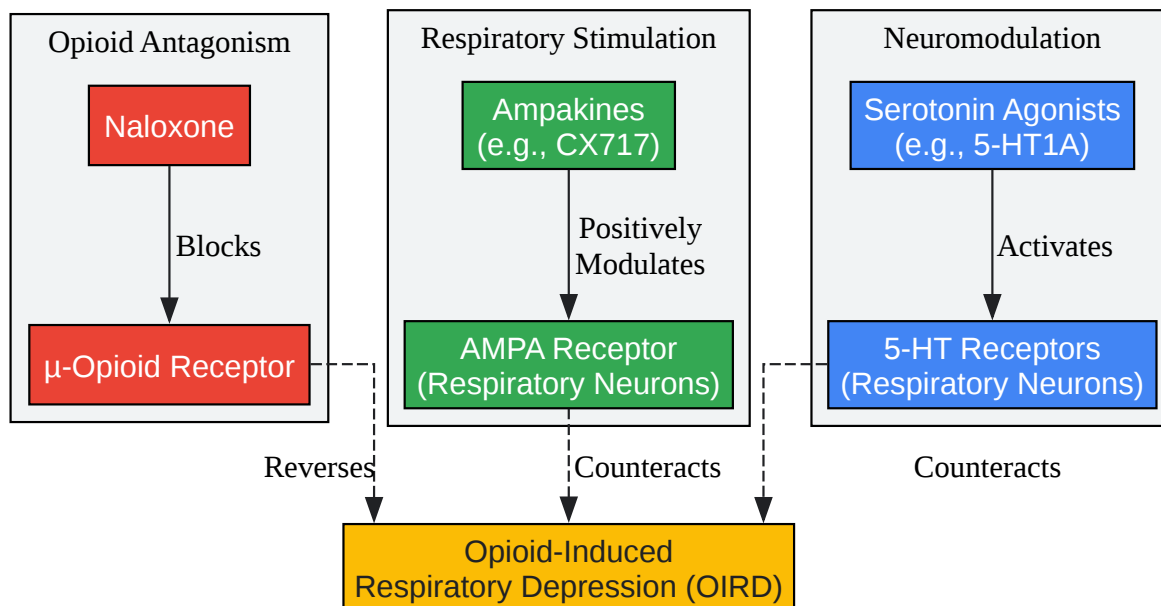 Opioid Antagonism
Naloxone
Blocks
µ-Opioid Receptor
Reverses
Respiratory Stimulation
Ampakines
(e.g., CX717)
Positively
Modulates
AMPA Receptor
(Respiratory Neurons)
Counteracts
Neuromodulation
Serotonin Agonists
(e.g., 5-HT1A)
Activates
5-HT Receptors
(Respiratory Neurons)
Counteracts
Opioid-Induced
Respiratory Depression (OIRD)